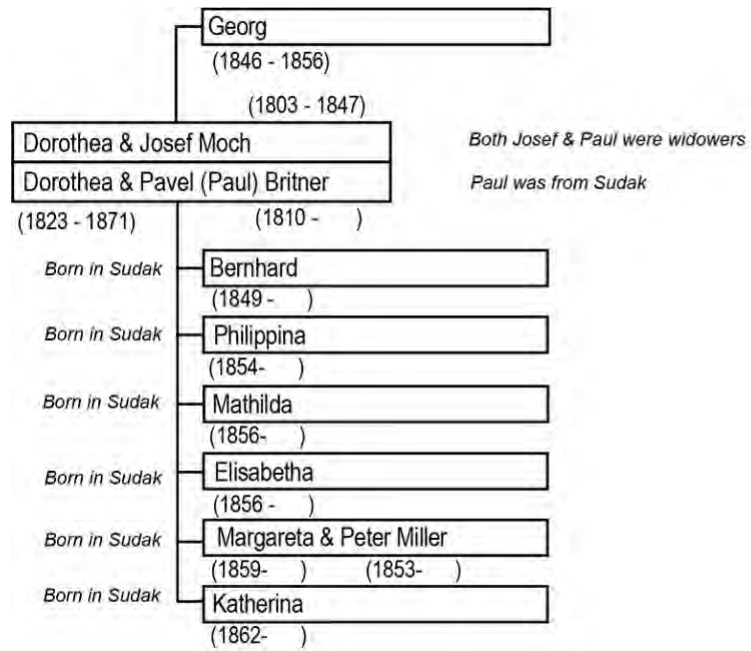 Georg
(1846 - 1856)
(1803 - 1847)
Dorothea & Josef Moch
Both Josef & Paul were widowers
Dorothea & Pavel (Paul) Britner
Paul was from Sudak
(1823 - 1871) (1810 - )
Born in Sudak Bernhard
(1849 - )
Born in Sudak Philippina
(1854- )
Born in Sudak Mathilda
(1856- )
Born in Sudak Elisabetha
(1856 - )
Born in Sudak Margareta & Peter Miller
(1859- ) (1853- )
Born in Sudak Katherina
(1862- )